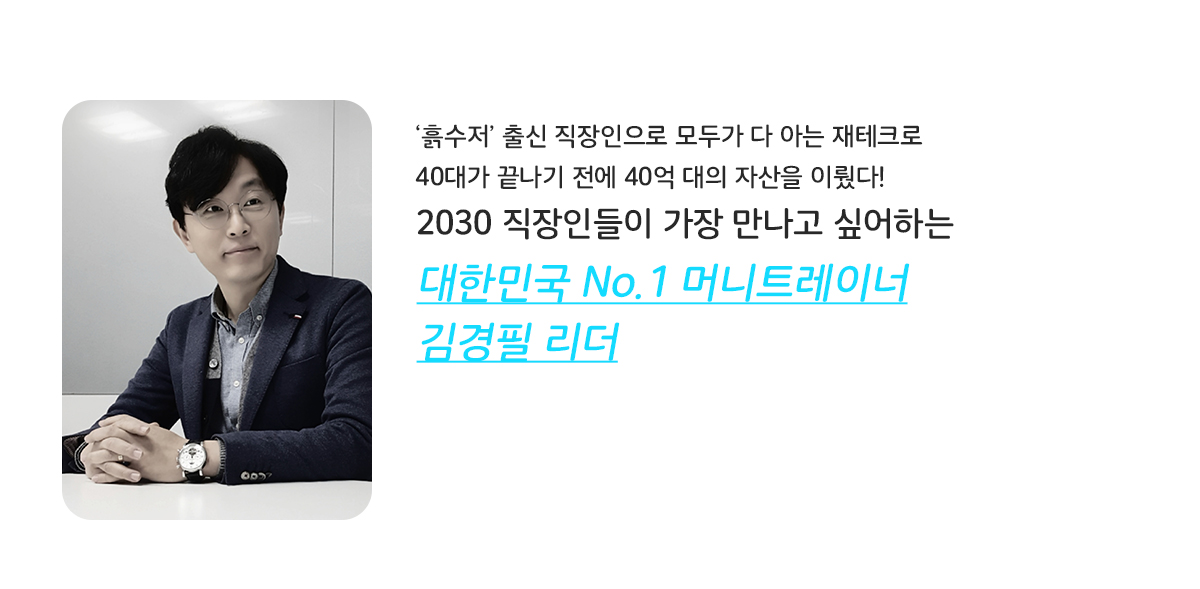 ‘흙수저’ 출신 직장인으로 모두가 다 아는 재테크로
40대가 끝나기 전에 40억 대의 자산을 이뤘다!
2030 직장인들이 가장 만나고 싶어하는
대한민국 No.1 머니트레이너
김경필 리더